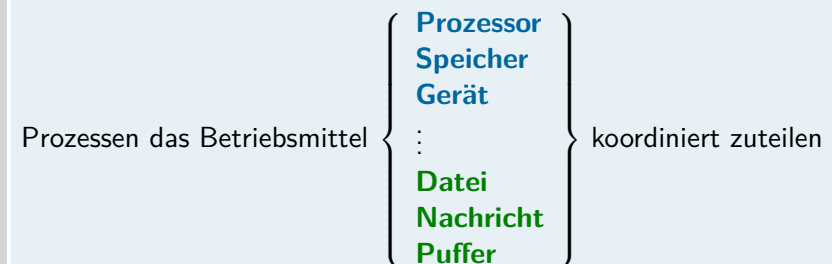 Prozessor
Speicher
Gerät
Prozessen das Betriebsmittel { ⋮ } koordiniert zuteilen
Datei
Nachricht
Puffer